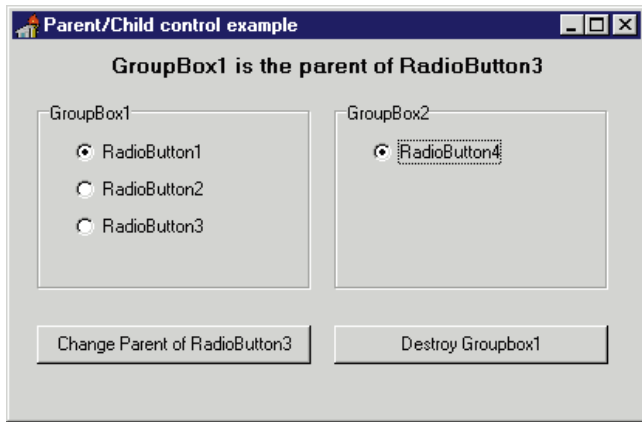 Parent/Child control example
GroupBox1 is the parent of RadioButton3
GroupBox1
RadioButton1
RadioButton2
RadioButton3
GroupBox2
RadioButton4
Change Parent of RadioButton3
Destroy Groupbox1